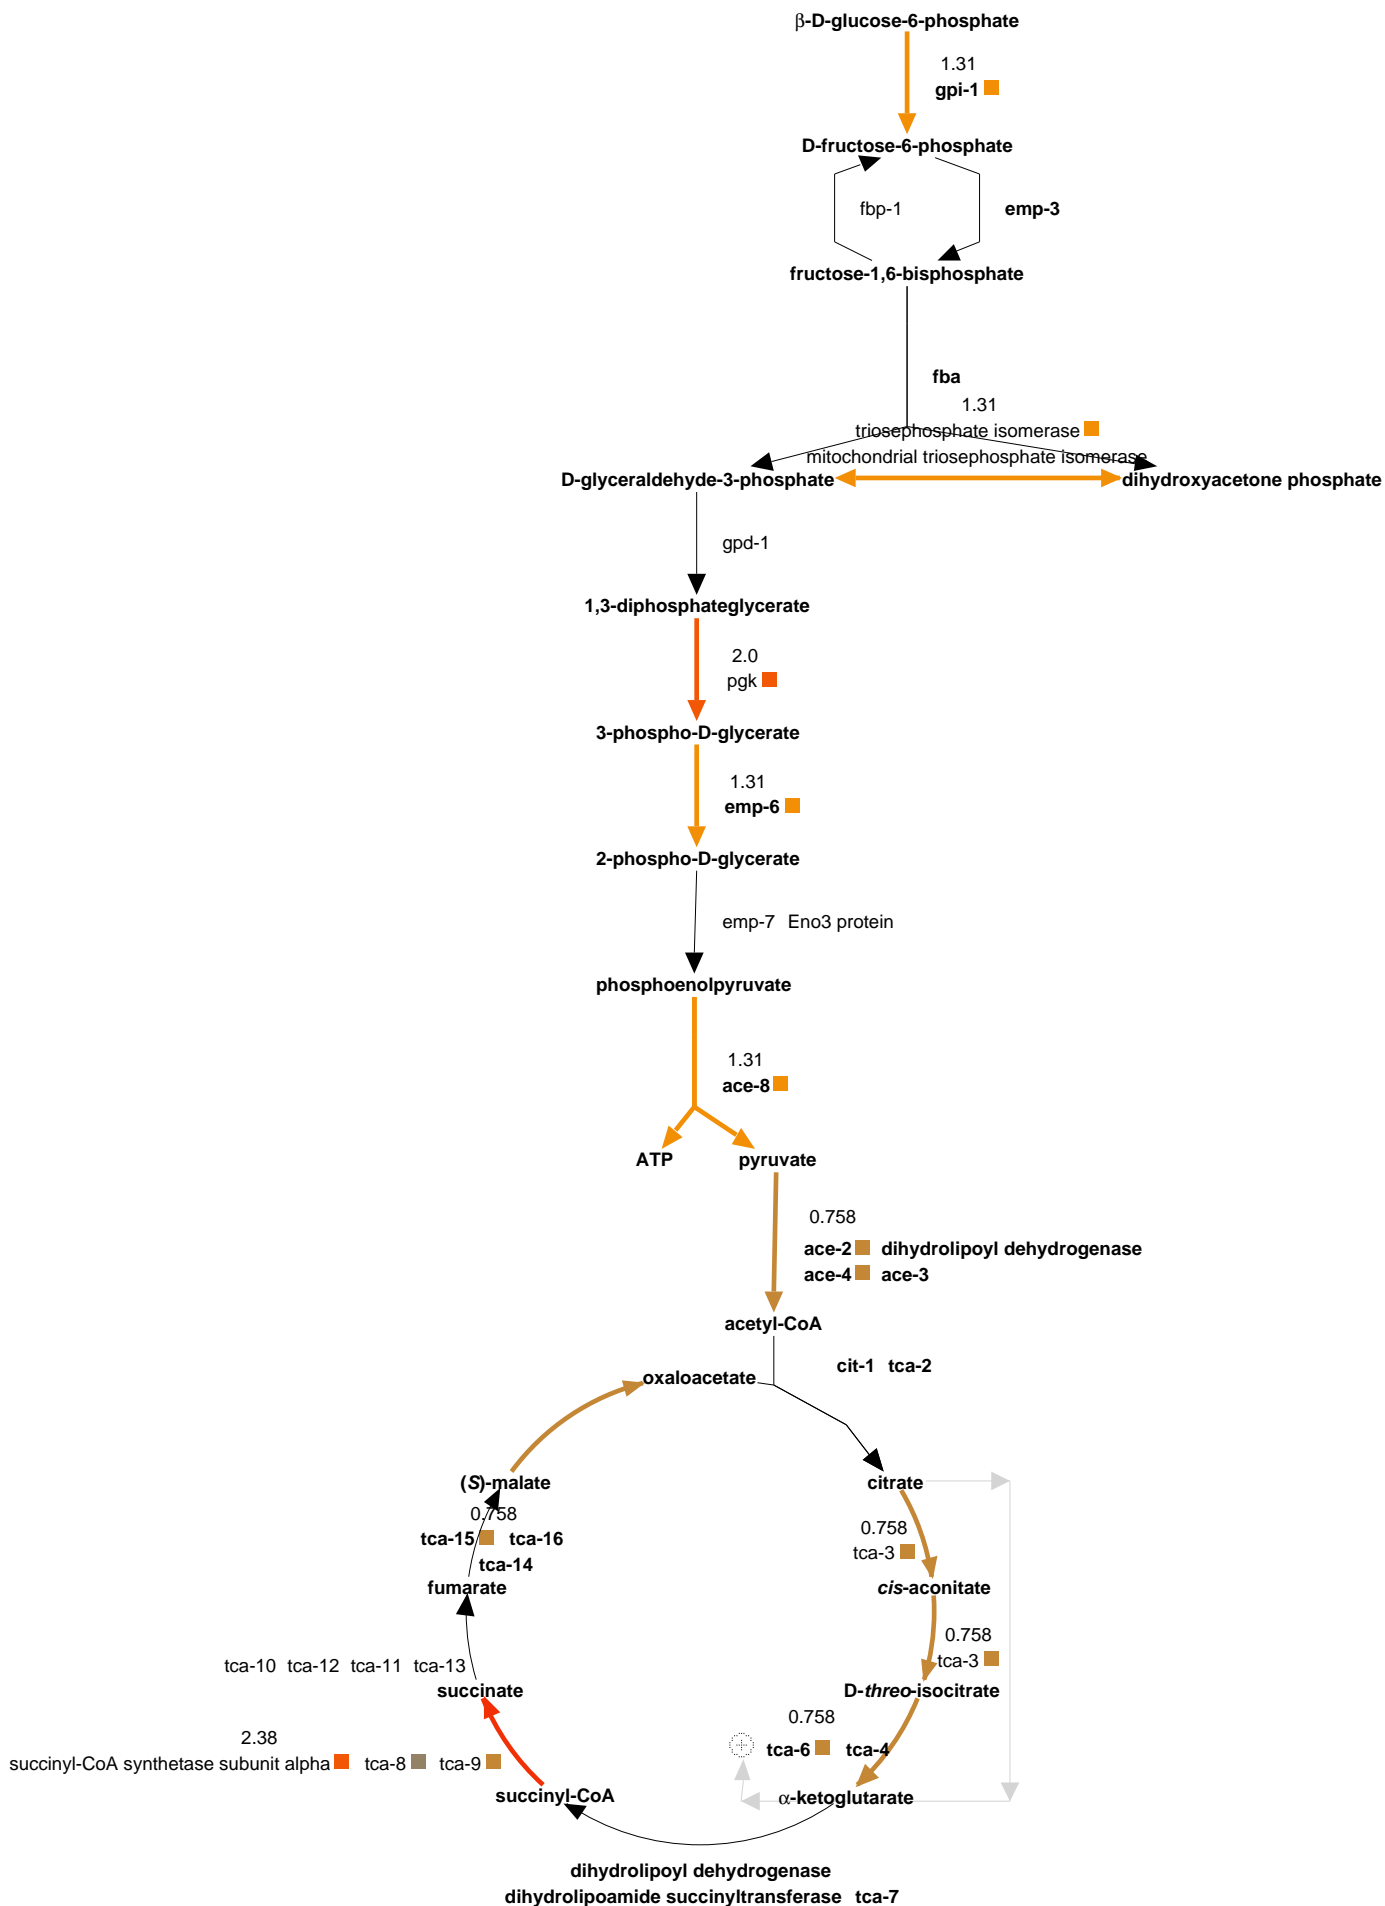 β-D-glucose-6-phosphate
1.31
gpi-1
D-fructose-6-phosphate
fbp-1 emp-3
fructose-1,6-bisphosphate
fba
1.31
triosephosphate isomerase
mitochondrial triosephosphate isomerase
D-glyceraldehyde-3-phosphate dihydroxyacetone phosphate
gpd-1
1,3-diphosphateglycerate
2.0
pgk
3-phospho-D-glycerate
1.31
emp-6
2-phospho-D-glycerate
emp-7 Eno3 protein
phosphoenolpyruvate
1.31
ace-8
ATP pyruvate
0.758
ace-2 dihydrolipoyl dehydrogenase
ace-4 ace-3
acetyl-CoA
cit-1 tca-2
oxaloacetate
(S)-malate citrate
0.758
tca-15 tca-16
tca-14
0.758
tca-3
fumarate cis-aconitate
0.758
tca-3
tca-10 tca-12 tca-11 tca-13
succinate D-threo-isocitrate
0.758
tca-6 tca-4
2.38
succinyl-CoA synthetase subunit alpha tca-8 tca-9
succinyl-CoA α-ketoglutarate
dihydrolipoyl dehydrogenase
dihydrolipoamide succinyltransferase tca-7